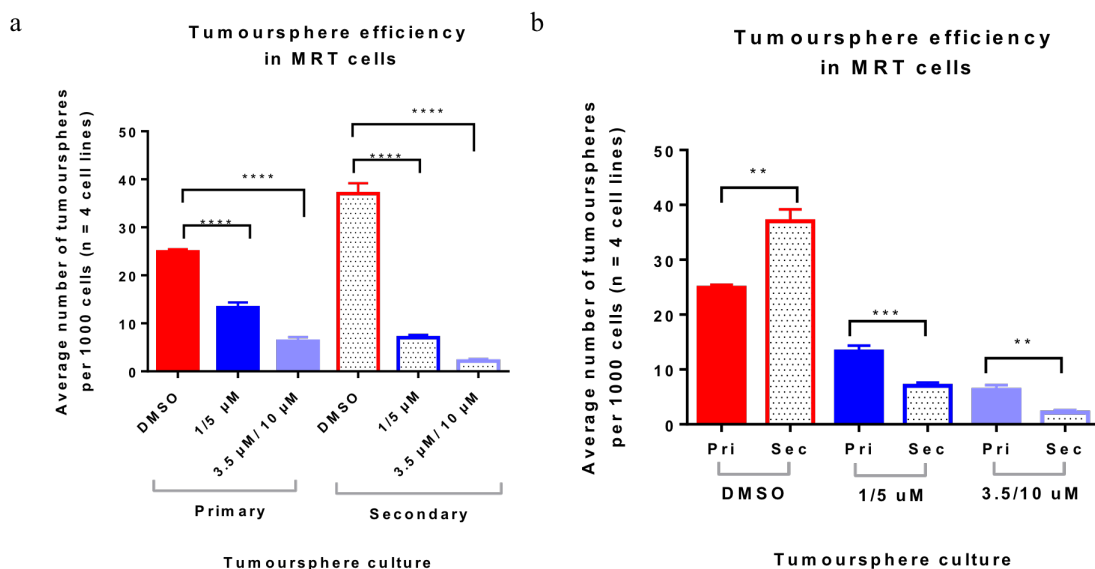 a
Tumoursphere efficiency
in MRT cells
Average number of tumourspheres
per 1000 cells (n = 4 cell lines)
50
40
30
20
10
0
****
****
****
****
DMSO
1/5 µM
3.5 µM/ 10 µM
DMSO
1/5 µM
3.5 µM/ 10 µM
Primary
Secondary
Tumoursphere culture
b
Tumoursphere efficiency
in MRT cells
Average number of tumourspheres
per 1000 cells (n = 4 cell lines)
50
40
30
20
10
0
**
***
**
Pri Sec Pri Sec Pri Sec
DMSO 1/5 uM 3.5/10 uM
Tumoursphere culture